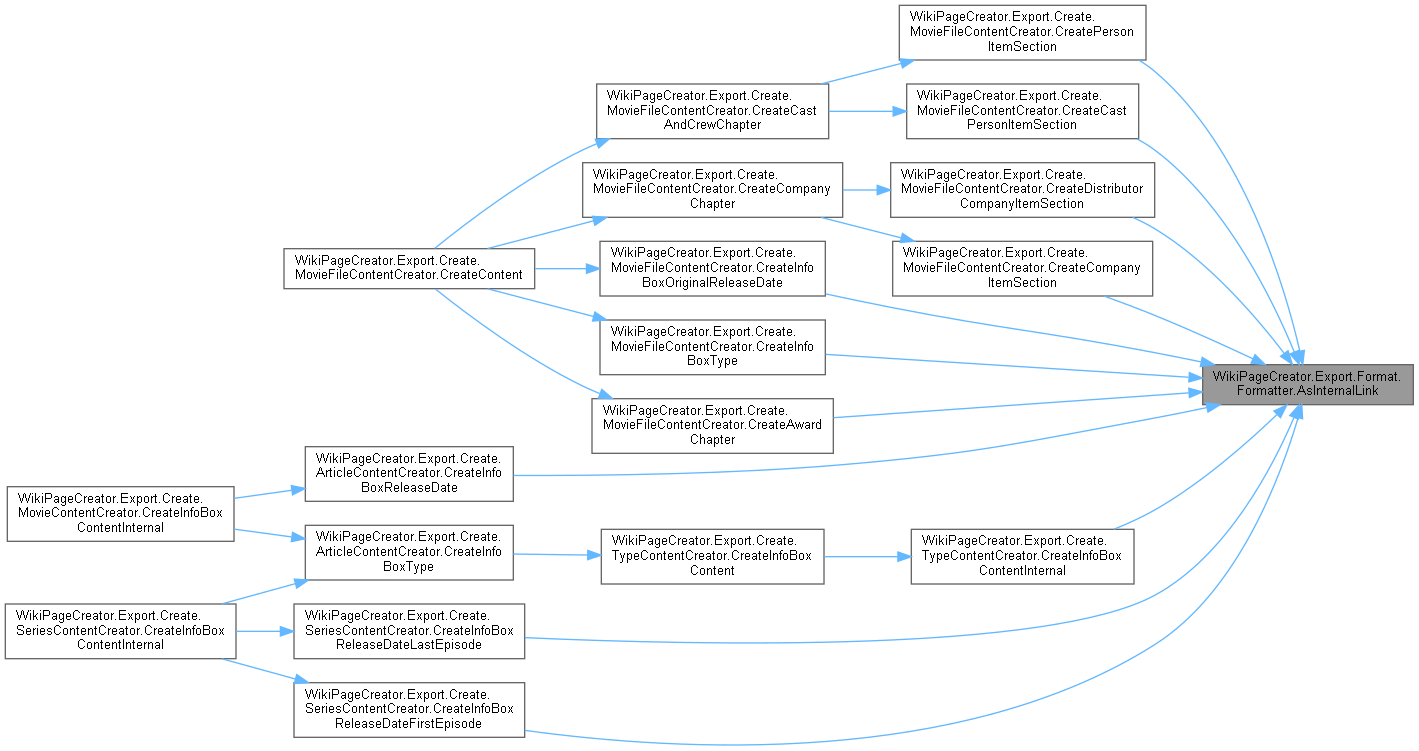 WikiPageCreator.Export.Create.
MovieFileContentCreator.CreatePerson
ItemSection
WikiPageCreator.Export.Create.
MovieFileContentCreator.CreateCast
AndCrewChapter
WikiPageCreator.Export.Create.
MovieFileContentCreator.CreateCast
PersonItemSection
WikiPageCreator.Export.Create.
MovieFileContentCreator.CreateCompany
Chapter
WikiPageCreator.Export.Create.
MovieFileContentCreator.CreateDistributor
CompanyItemSection
WikiPageCreator.Export.Create.
MovieFileContentCreator.CreateContent
WikiPageCreator.Export.Create.
MovieFileContentCreator.CreateInfo
BoxOriginalReleaseDate
WikiPageCreator.Export.Create.
MovieFileContentCreator.CreateCompany
ItemSection
WikiPageCreator.Export.Create.
MovieFileContentCreator.CreateInfo
BoxType
WikiPageCreator.Export.Format.
Formatter.AsInternalLink
WikiPageCreator.Export.Create.
MovieFileContentCreator.CreateAward
Chapter
WikiPageCreator.Export.Create.
ArticleContentCreator.CreateInfo
BoxReleaseDate
WikiPageCreator.Export.Create.
MovieContentCreator.CreateInfoBox
ContentInternal
WikiPageCreator.Export.Create.
ArticleContentCreator.CreateInfo
BoxType
WikiPageCreator.Export.Create.
TypeContentCreator.CreateInfoBox
Content
WikiPageCreator.Export.Create.
TypeContentCreator.CreateInfoBox
ContentInternal
WikiPageCreator.Export.Create.
SeriesContentCreator.CreateInfoBox
ContentInternal
WikiPageCreator.Export.Create.
SeriesContentCreator.CreateInfoBox
ReleaseDateLastEpisode
WikiPageCreator.Export.Create.
SeriesContentCreator.CreateInfoBox
ReleaseDateFirstEpisode